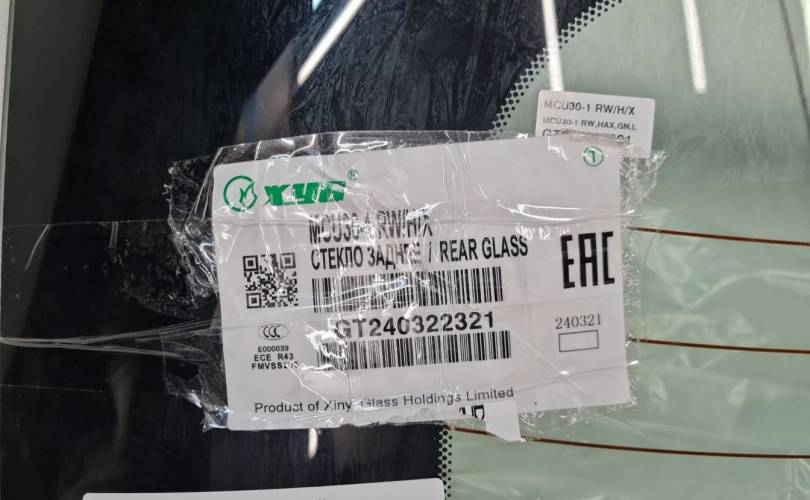 MCU30-1 RW/H/X
MCU30-1 RW,HAX,GN,L
XYG®
MCU30-1 RW/H/X
СТЕКЛО ЗАДНЕЕ / REAR GLASS
EAC
GT240322321
240321
CCC
E000039
ECE R43
Product of Xinyi Glass Holdings Limited